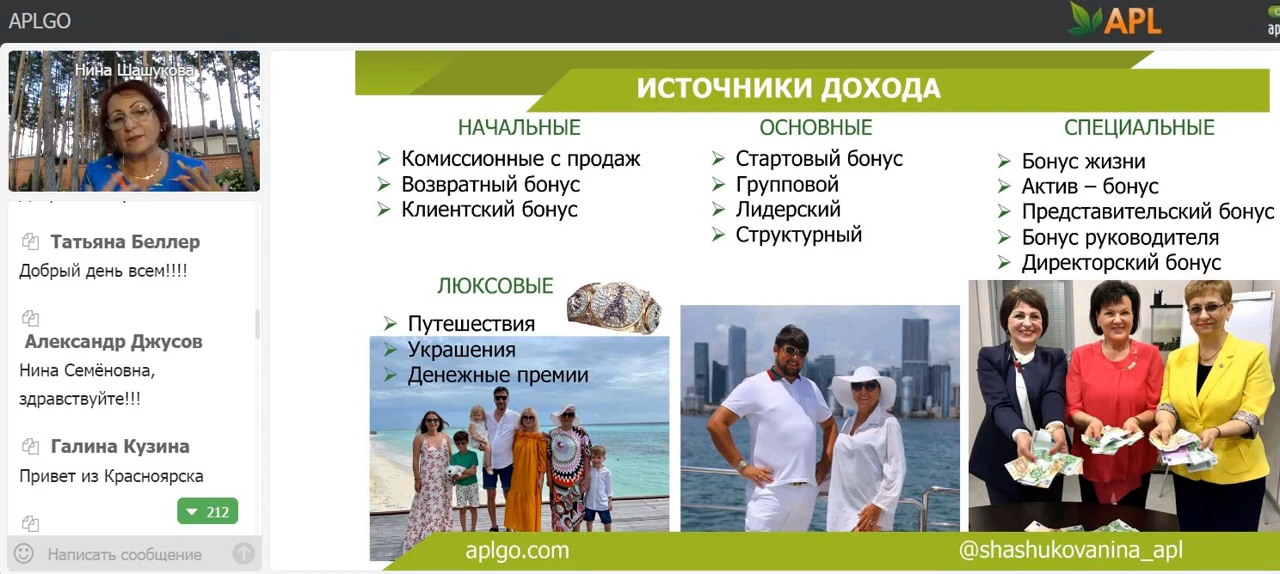 APLGO
APL
Нина Шашукова
Татьяна Беллер
Добрый день всем!!!!
Александр Джусов
Нина Семёновна,
здравствуйте!!!
Галина Кузина
Привет из Красноярска
212
Написать сообщение
ИСТОЧНИКИ ДОХОДА
НАЧАЛЬНЫЕ
Комиссионные с продаж
Возвратный бонус
Клиентский бонус
ОСНОВНЫЕ
Стартовый бонус
Групповой
Лидерский
Структурный
СПЕЦИАЛЬНЫЕ
Бонус жизни
Актив – бонус
Представительский бонус
Бонус руководителя
Директорский бонус
ЛЮКСОВЫЕ
Путешествия
Украшения
Денежные премии
aplgo.com
@shashukovanina_apl